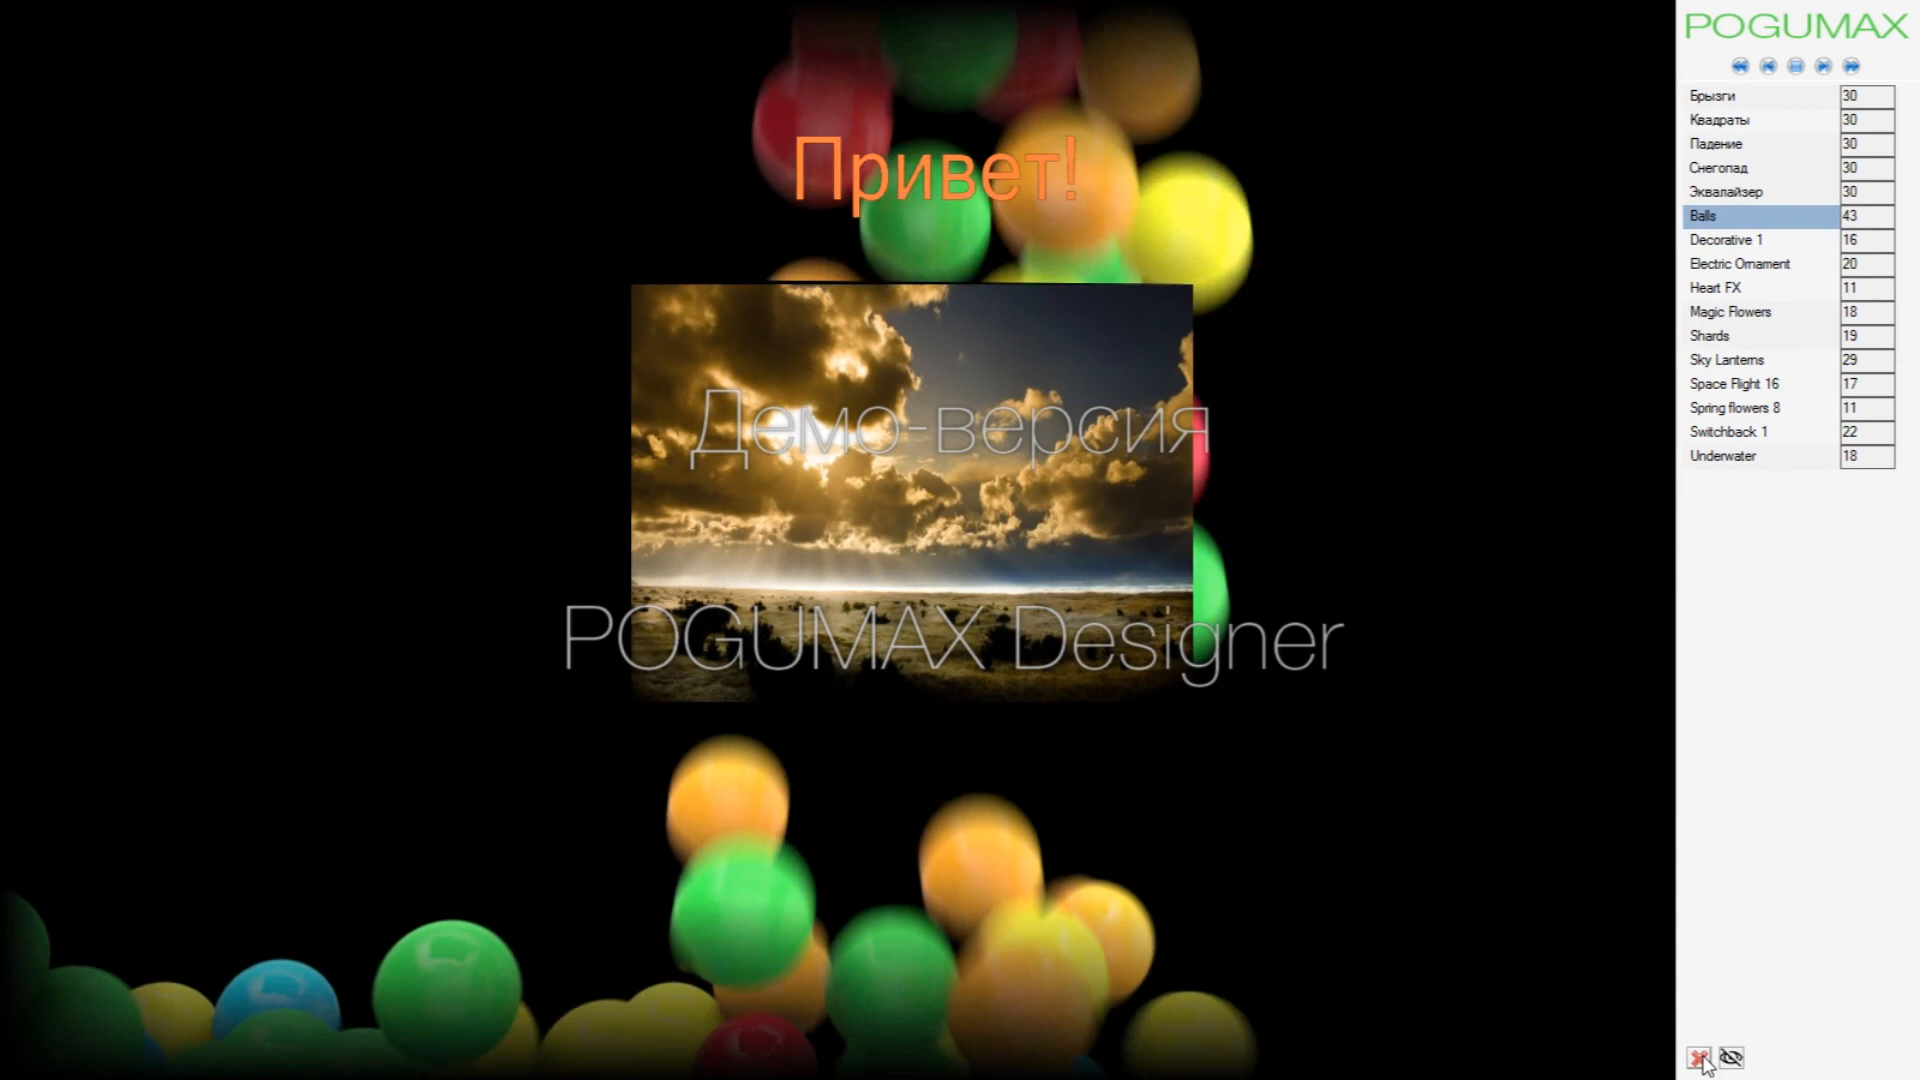 POGUMAX
Привет!
Демо-версия
POGUMAX Designer
Брызги 30
Квадраты 30
Падение 30
Снегопад 30
Эквалайзер 30
Balls 43
Decorative 1 16
Electric Ornament 20
Heart FX 11
Magic Flowers 18
Shards 19
Sky Lanterns 29
Space Flight 16 17
Spring flowers 8 11
Switchback 1 22
Underwater 18